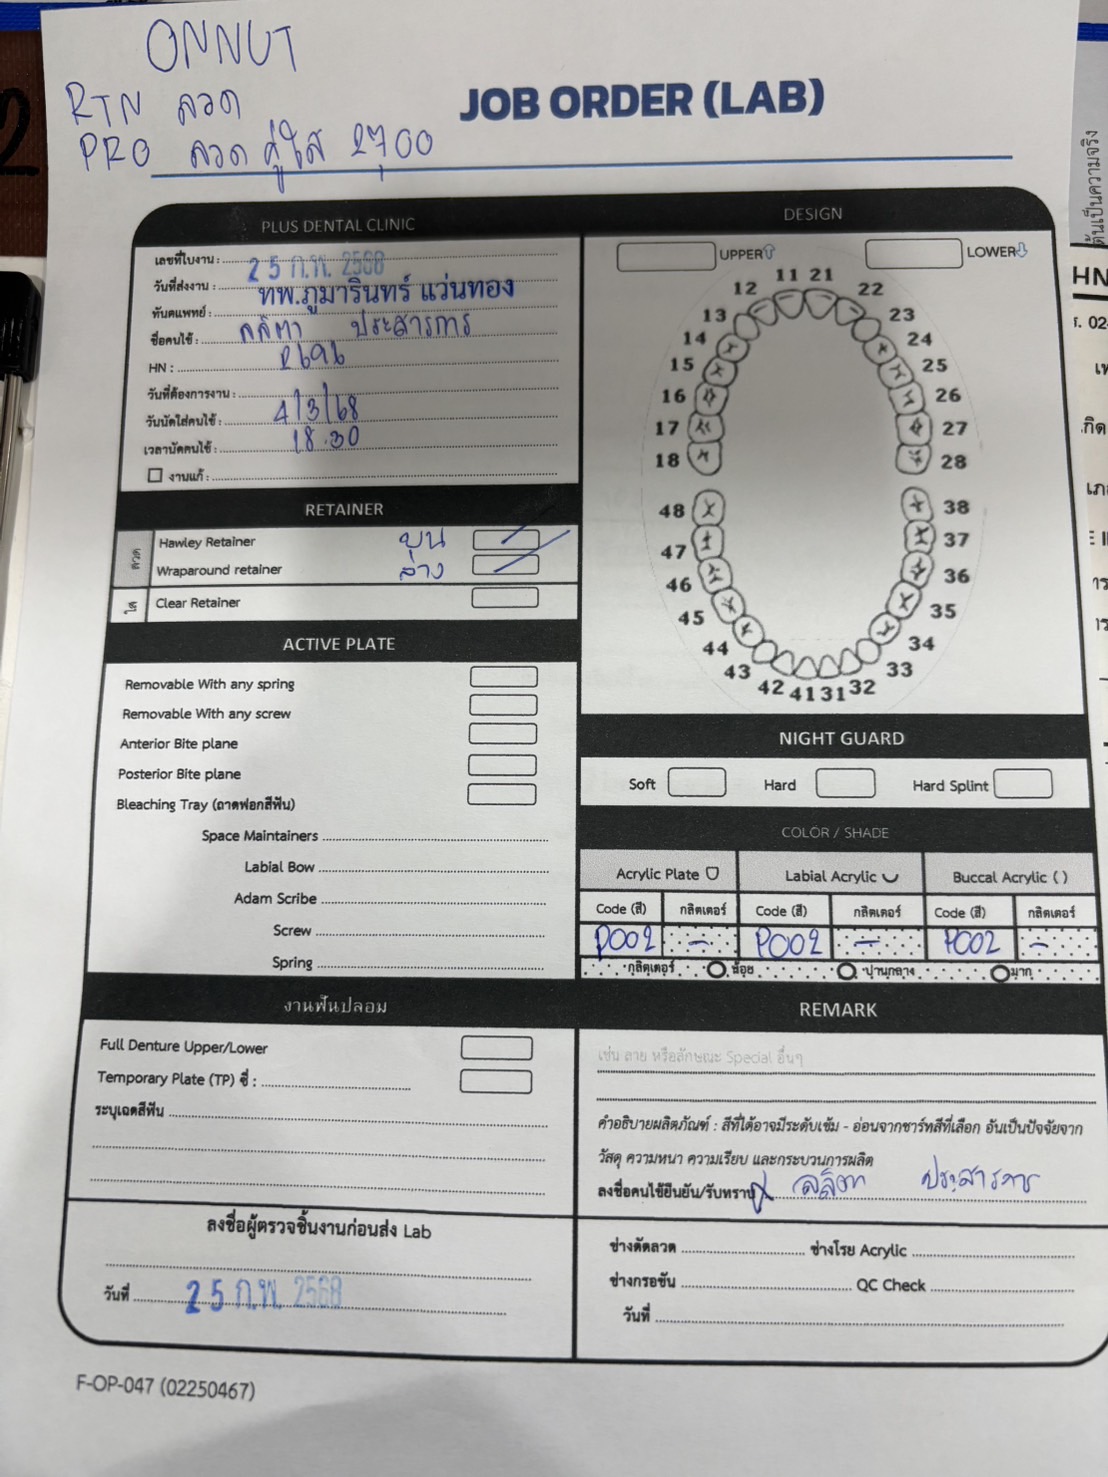 ONNUT
RTN ลวด
PRO ลวด คู่ใส 2700
JOB ORDER (LAB)
PLUS DENTAL CLINIC
เลขที่ใบงาน :
วันที่ส่งงาน : 25 ก.พ. 2568
ทันตแพทย์ : ทพ.ภูมารินทร์ แว่นทอง
ชื่อคนไข้ : ลลิตา ประสารการ
HN : 2696
วันที่ต้องการงาน :
วันนัดใส่คนไข้ : 4/3/68
เวลานัดคนไข้ : 18.30
งานแก้ :
RETAINER
ลวด
Hawley Retainer บน
Wraparound retainer ล่าง
ใส
Clear Retainer
ACTIVE PLATE
Removable With any spring
Removable With any screw
Anterior Bite plane
Posterior Bite plane
Bleaching Tray (ถาดฟอกสีฟัน)
Space Maintainers
Labial Bow
Adam Scribe
Screw
Spring
งานฟันปลอม
Full Denture Upper/Lower
Temporary Plate (TP) ซี่ :
ระบุเฉดสีฟัน
ลงชื่อผู้ตรวจชิ้นงานก่อนส่ง Lab
วันที่ 25 ก.พ. 2568
F-OP-047 (02250467)
DESIGN
UPPER LOWER
11 21
12 22
13 23
14 24
15 25
16 26
17 27
18 28
48 38
47 37
46 36
45 35
44 34
43 33
42 41 31 32
NIGHT GUARD
Soft Hard Hard Splint
COLOR / SHADE
Acrylic Plate Labial Acrylic Buccal Acrylic ( )
Code (สี) กลิตเตอร์ Code (สี) กลิตเตอร์ Code (สี) กลิตเตอร์
P002 - P002 - P002 -
กลิตเตอร์ น้อย ปานกลาง มาก
REMARK
เช่น ลาย หรือลักษณะ Special อื่นๆ
คำอธิบายผลิตภัณฑ์ : สีที่ได้อาจมีระดับเข้ม - อ่อนจากชาร์ทสีที่เลือก อันเป็นปัจจัยจาก
วัสดุ ความหนา ความเรียบ และกระบวนการผลิต
ลงชื่อคนไข้ยืนยัน/รับทราบ x ลลิตา ประสารการ
ช่างดัดลวด ช่างโรย Acrylic
ช่างกรอขัน QC Check
วันที่
ต้นเป็นความจริง
HN